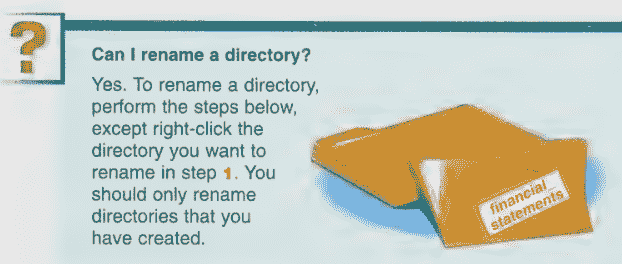 ?
Can I rename a directory?
Yes. To rename a directory,
perform the steps below,
except right-click the
directory you want to
rename in step 1. You
should only rename
directories that you
have created.
financial
statements